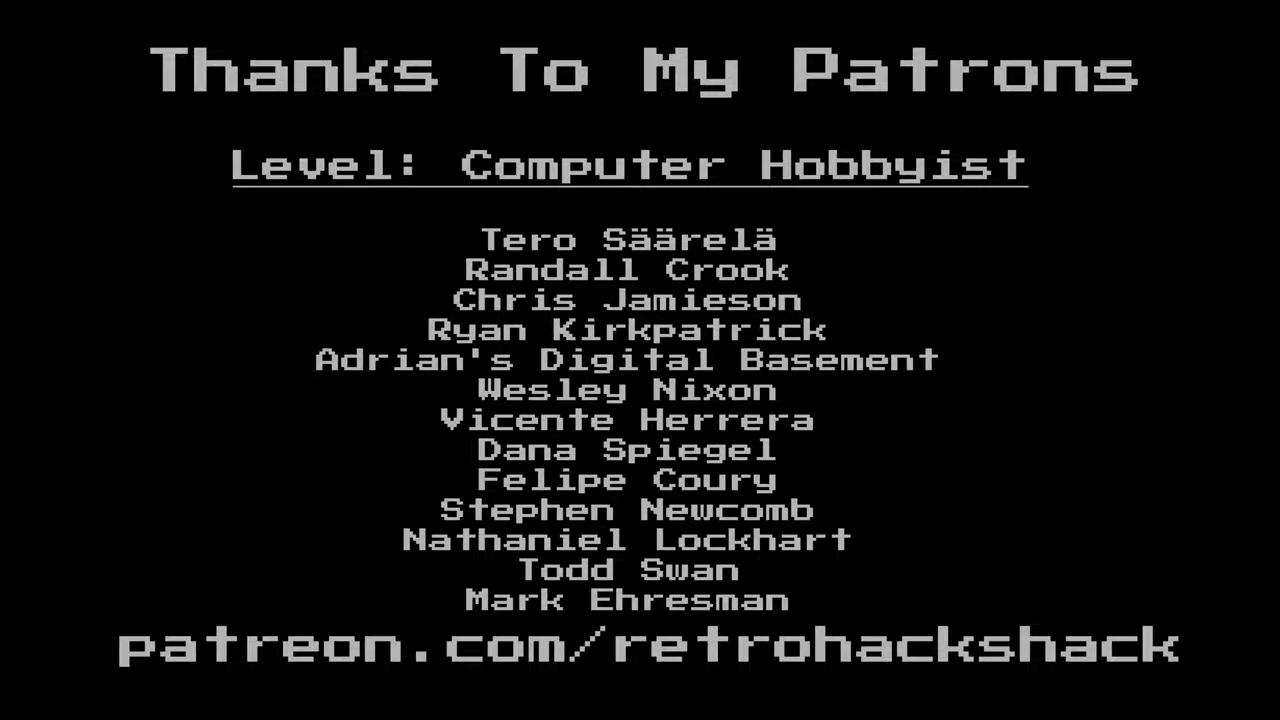 Thanks To My Patrons
Level: Computer Hobbyist
Tero Säärelä
Randall Crook
Chris Jamieson
Ryan Kirkpatrick
Adrian's Digital Basement
Wesley Nixon
Vicente Herrera
Dana Spiegel
Felipe Coury
Stephen Newcomb
Nathaniel Lockhart
Todd Swan
Mark Ehresman
patreon.com/retrohackshack